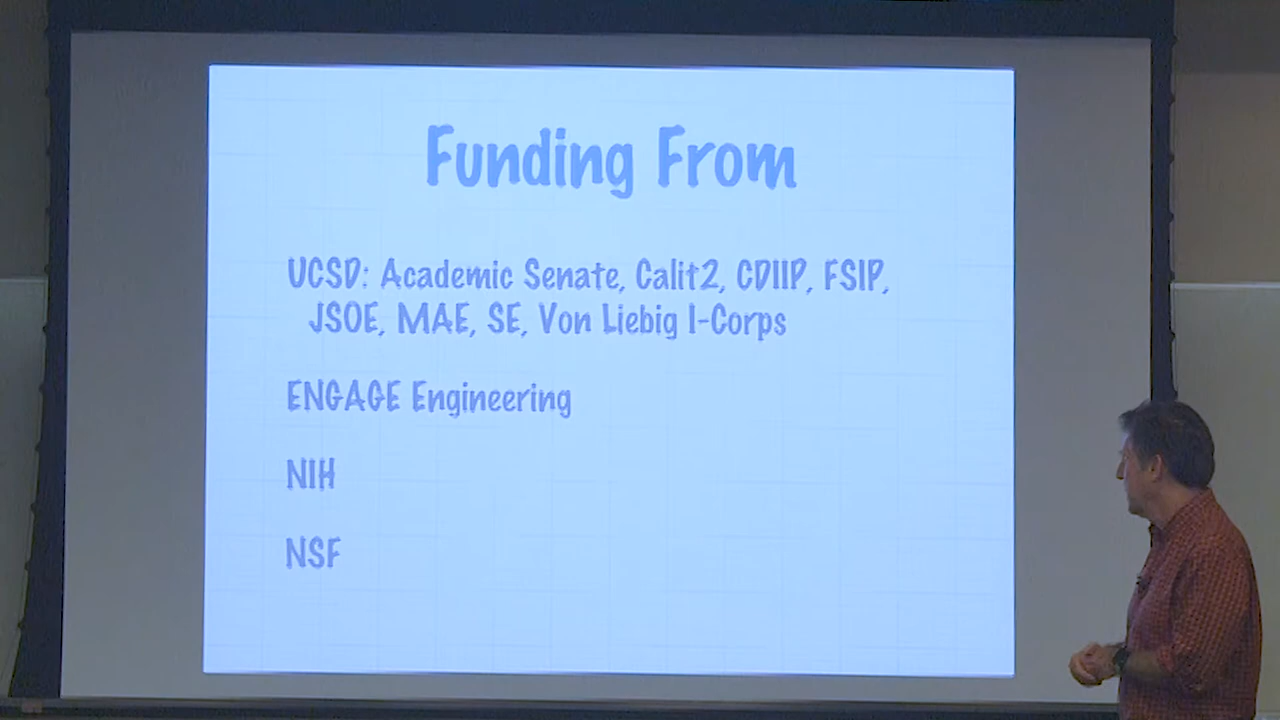 Funding From
UCSD: Academic Senate, Calit2, CDIIP, FSIP,
JSOE, MAE, SE, Von Liebig I-Corps
ENGAGE Engineering
NIH
NSF